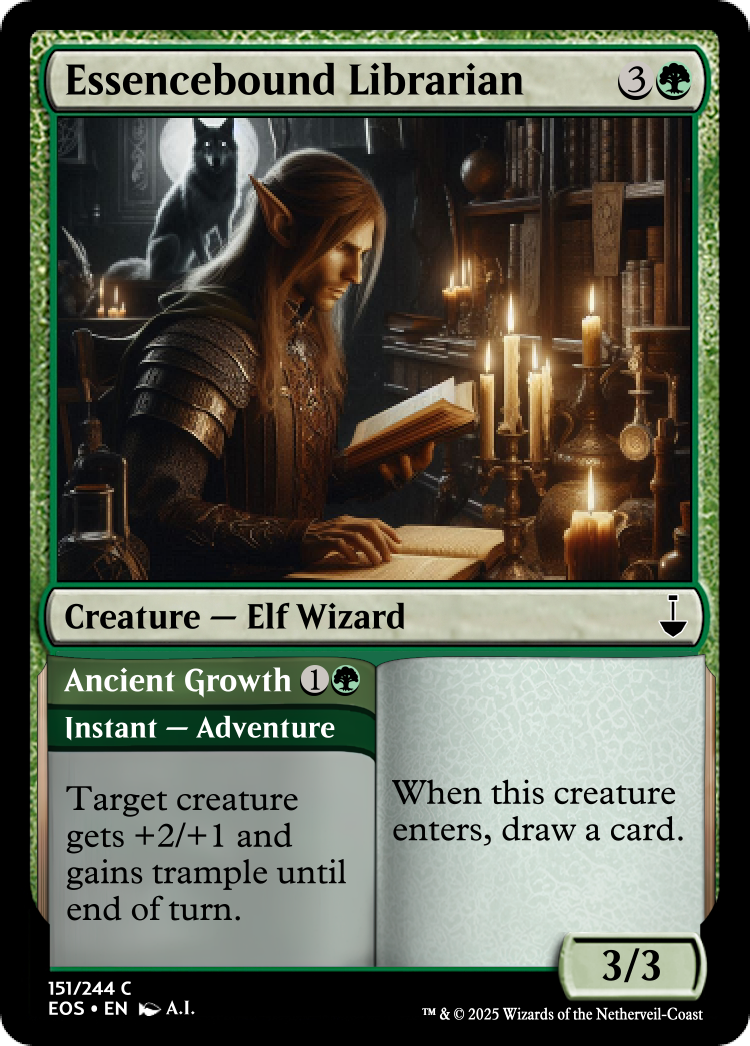 Essencebound Librarian 3
Creature — Elf Wizard
Ancient Growth 1
Instant — Adventure
Target creature
gets +2/+1 and
gains trample until
end of turn.
When this creature
enters, draw a card.
3/3
151/244 C
EOS • EN A.I.
™ & © 2025 Wizards of the Netherveil-Coast